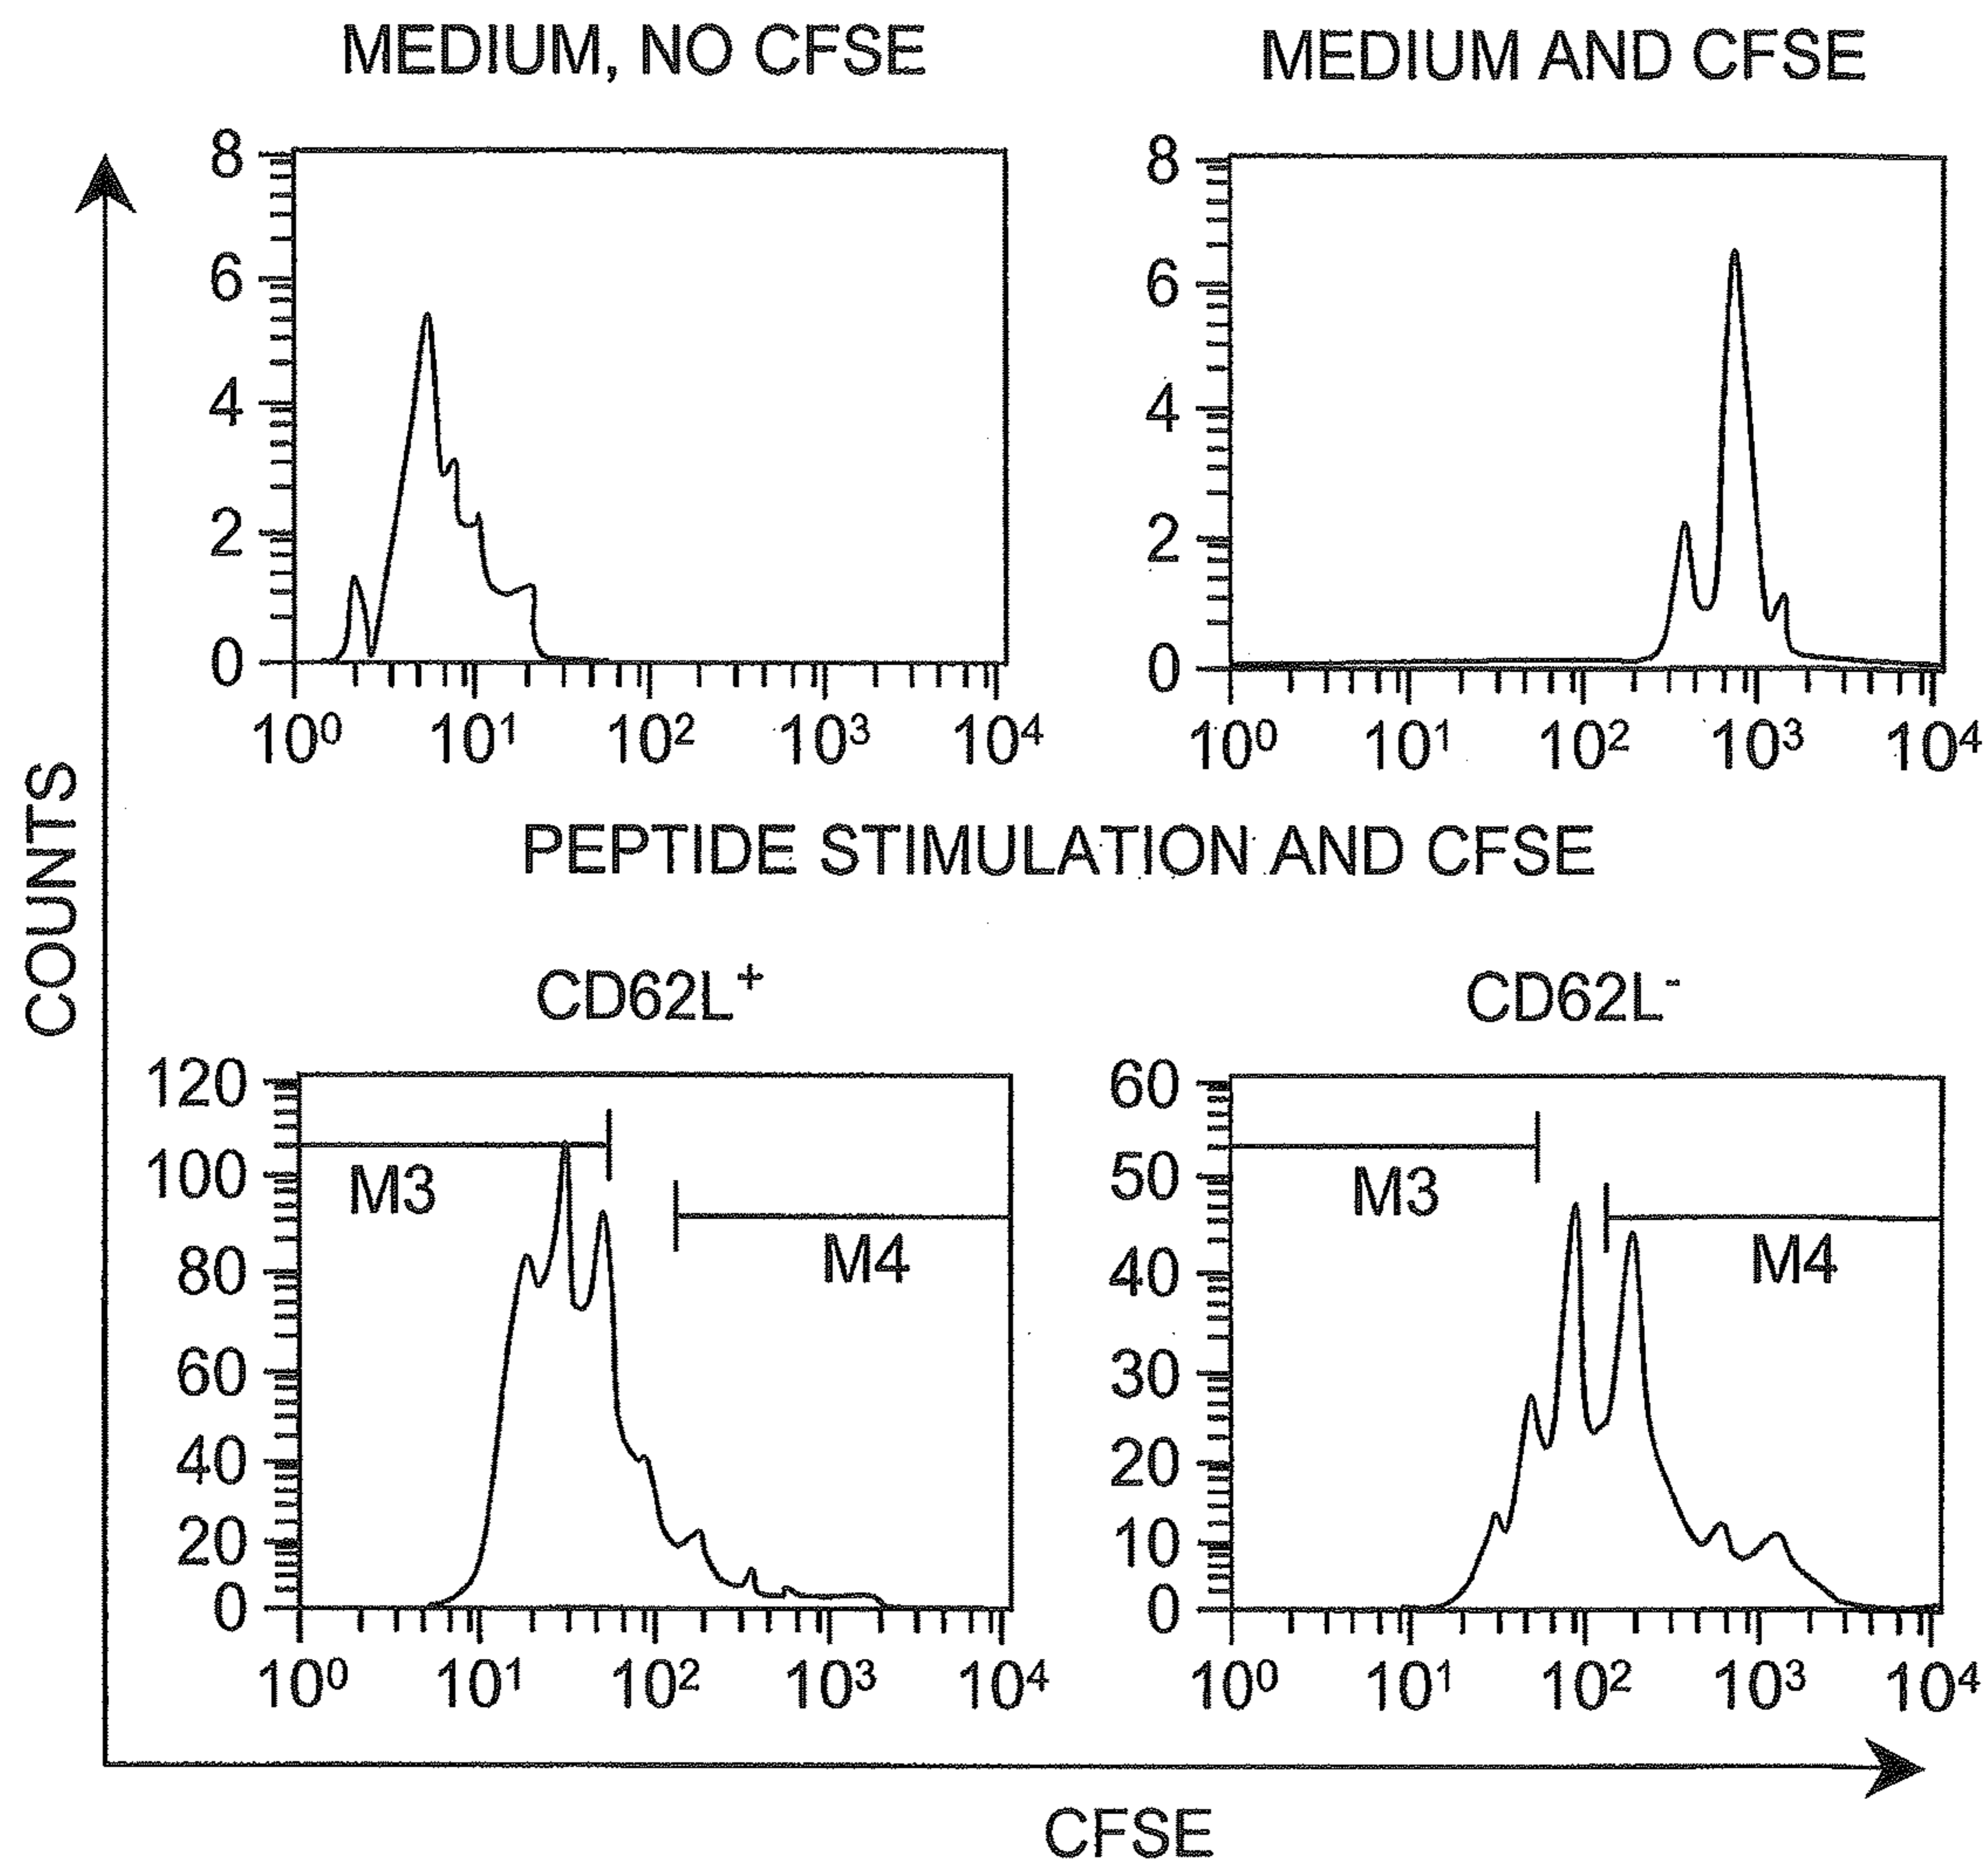 MEDIUM, NO CFSE
MEDIUM AND CFSE
8
6
4
2
0
10⁰ 10¹ 10² 10³ 10⁴
8
6
4
2
0
10⁰ 10¹ 10² 10³ 10⁴
COUNTS
PEPTIDE STIMULATION AND CFSE
CD62L⁺
CD62L⁻
120
100
80
60
40
20
0
M3
M4
10⁰ 10¹ 10² 10³ 10⁴
60
50
40
30
20
10
0
M3
M4
10⁰ 10¹ 10² 10³ 10⁴
CFSE